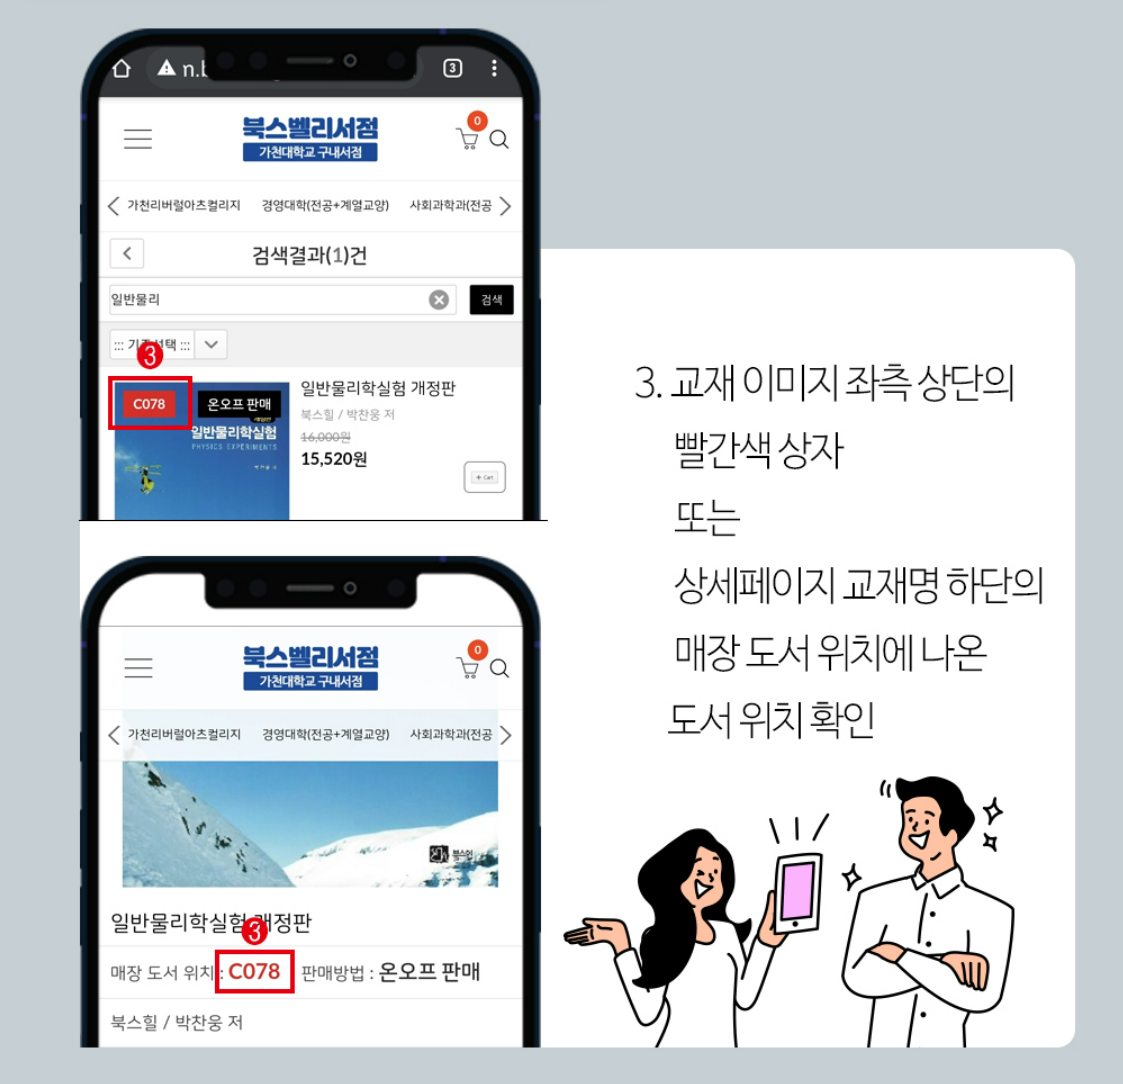 n.b
3
북스벨리서점
가천대학교 구내서점
0
가천리버럴아츠컬리지 경영대학(전공+계열교양) 사회과학과(전공
검색결과(1)건
일반물리
검색
::: 기준선택 :::
3
C078
온오프 판매
개정판
일반물리학실험
PHYSICS EXPERIMENTS
일반물리학실험 개정판
북스힐 / 박찬웅 저
16,000원
15,520원
+ Cart
북스벨리서점
가천대학교 구내서점
0
가천리버럴아츠컬리지 경영대학(전공+계열교양) 사회과학과(전공
북스힐
일반물리학실험 개정판
3
매장 도서 위치 : C078 판매방법 : 온오프 판매
북스힐 / 박찬웅 저
3. 교재 이미지 좌측 상단의
빨간색 상자
또는
상세페이지 교재명 하단의
매장 도서 위치에 나온
도서 위치 확인